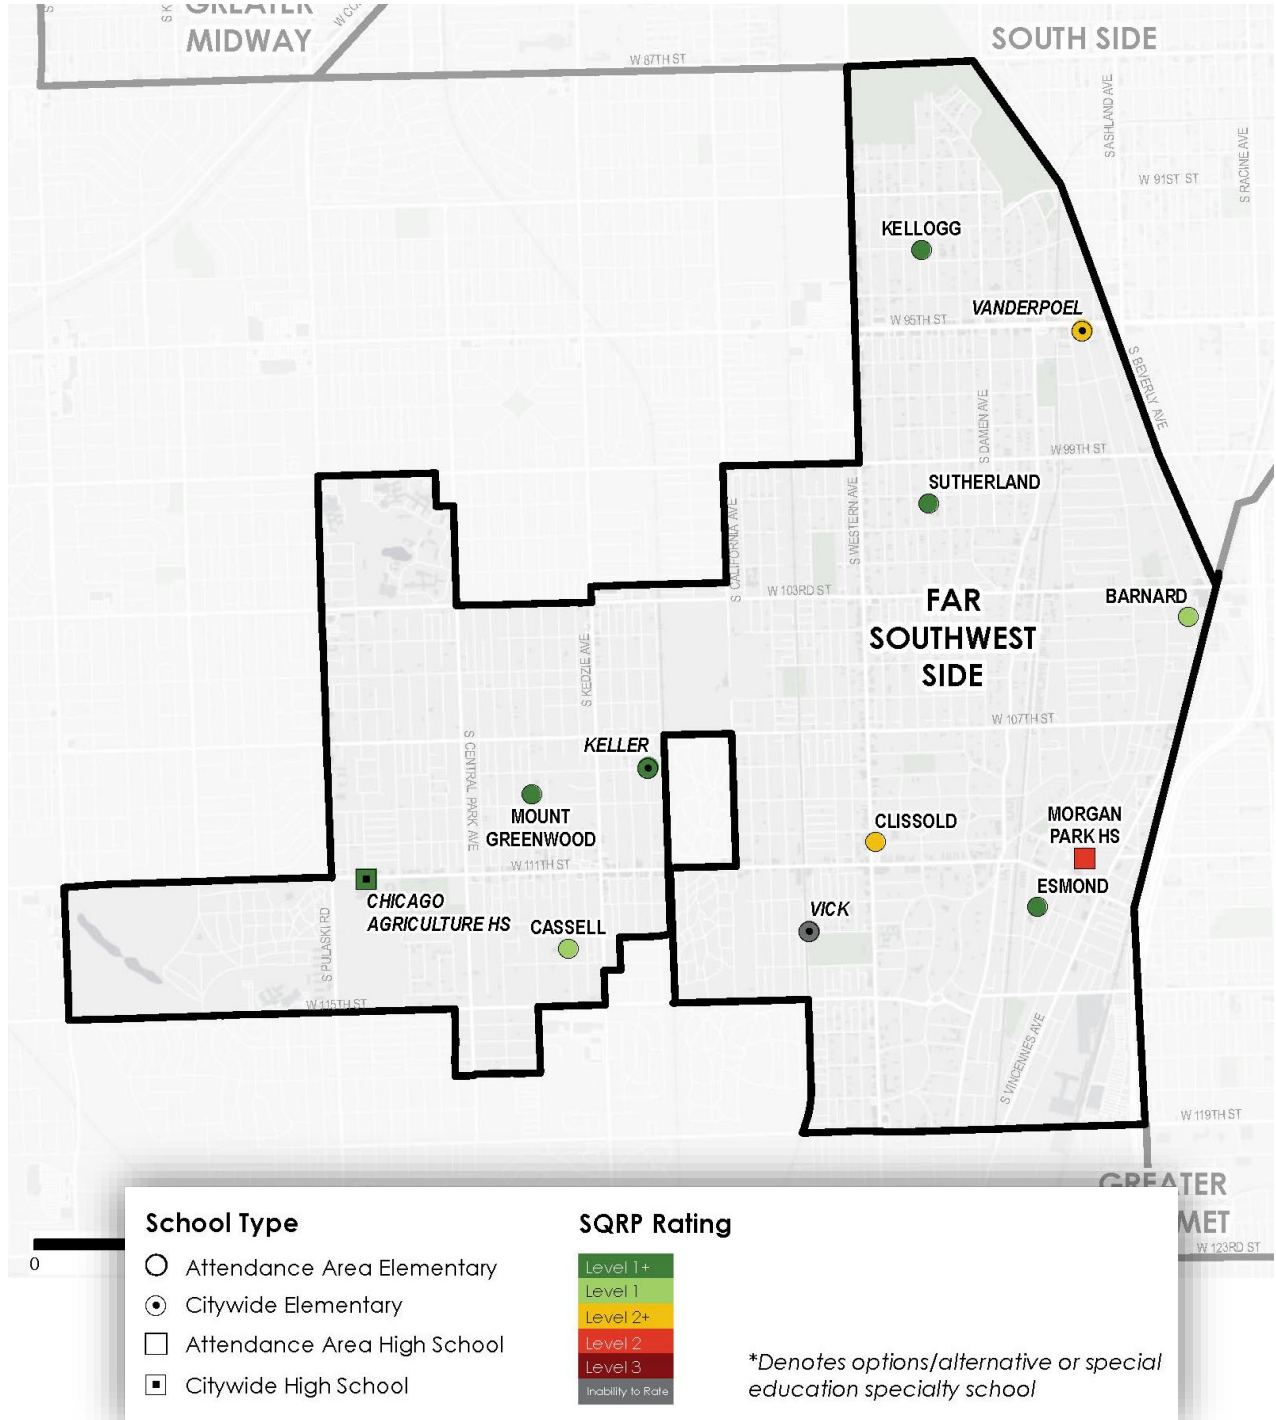 GREATER
MIDWAY
SOUTH SIDE
W 87TH ST
S ASHLAND AVE
S RACINE AVE
W 91ST ST
KELLOGG
VANDERPOEL
W 95TH ST
S BEVERLY AVE
S DAMEN AVE
W 99TH ST
SUTHERLAND
S WESTERN AVE
S CALIFORNIA AVE
W 103RD ST
FAR
SOUTHWEST
SIDE
BARNARD
S KEDZIE AVE
W 107TH ST
S CENTRAL PARK AVE
KELLER
MOUNT
GREENWOOD
CLISSOLD
MORGAN
PARK HS
W 111TH ST
ESMOND
CHICAGO
AGRICULTURE HS
CASSELL
VICK
S PULASKI RD
W 115TH ST
S VINCENNES AVE
W 119TH ST
GREATER
MET
W 123RD ST
0
School Type
Attendance Area Elementary
Citywide Elementary
Attendance Area High School
Citywide High School
SQRP Rating
Level 1+
Level 1
Level 2+
Level 2
Level 3
Inability to Rate
*Denotes options/alternative or special
education specialty school